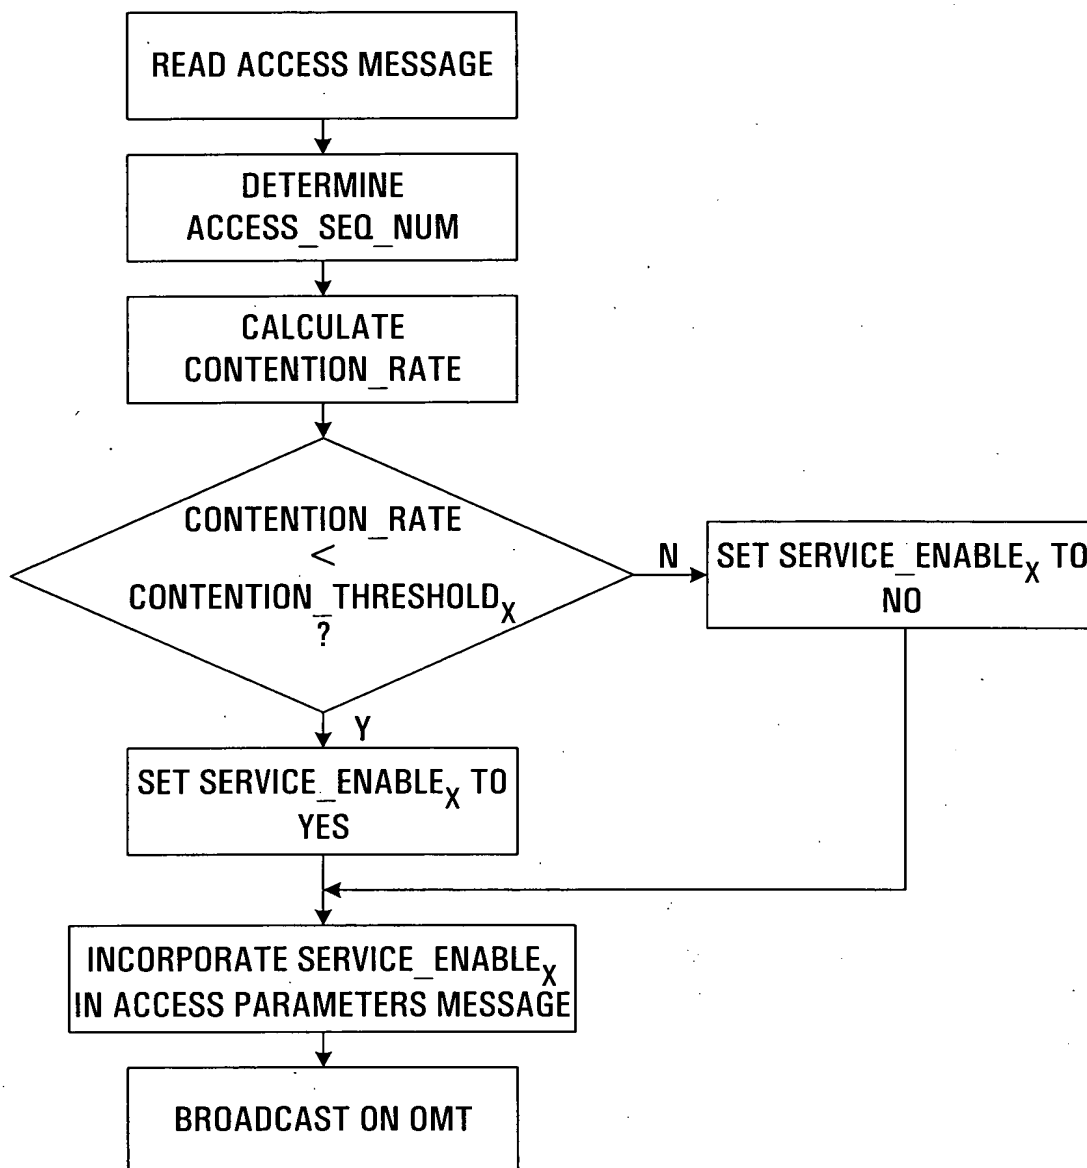 READ ACCESS MESSAGE
DETERMINE
ACCESS_SEQ_NUM
CALCULATE
CONTENTION_RATE
CONTENTION_RATE
<
CONTENTION_THRESHOLDX
?
N
SET SERVICE_ENABLEX TO
NO
Y
SET SERVICE_ENABLEX TO
YES
INCORPORATE SERVICE_ENABLEX
IN ACCESS PARAMETERS MESSAGE
BROADCAST ON OMT